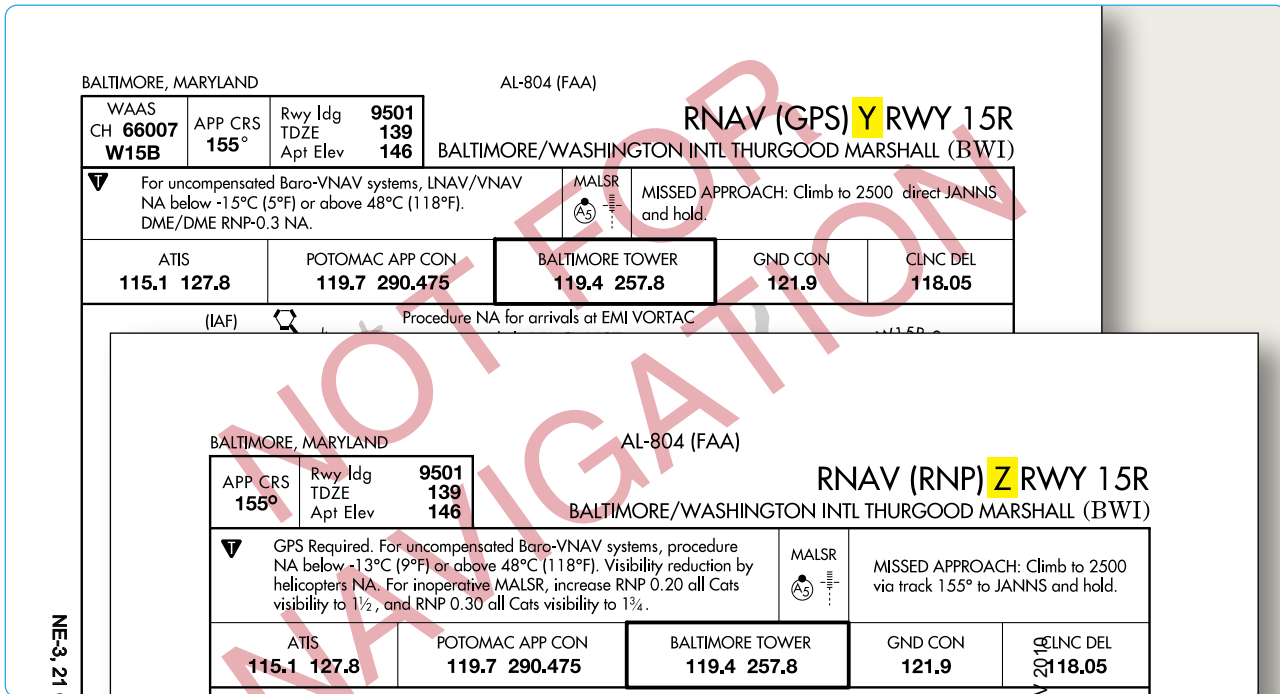 BALTIMORE, MARYLAND
AL-804 (FAA)
WAAS
CH 66007
W15B
APP CRS
155°
Rwy ldg 9501
TDZE 139
Apt Elev 146
RNAV (GPS) Y RWY 15R
BALTIMORE/WASHINGTON INTL THURGOOD MARSHALL (BWI)
T
For uncompensated Baro-VNAV systems, LNAV/VNAV
NA below -15°C (5°F) or above 48°C (118°F).
DME/DME RNP-0.3 NA.
MALSR
A5
MISSED APPROACH: Climb to 2500 direct JANNS
and hold.
ATIS
115.1 127.8
POTOMAC APP CON
119.7 290.475
BALTIMORE TOWER
119.4 257.8
GND CON
121.9
CLNC DEL
118.05
(IAF)
Procedure NA for arrivals at EMI VORTAC
BALTIMORE, MARYLAND
AL-804 (FAA)
APP CRS
155°
Rwy ldg 9501
TDZE 139
Apt Elev 146
RNAV (RNP) Z RWY 15R
BALTIMORE/WASHINGTON INTL THURGOOD MARSHALL (BWI)
T
GPS Required. For uncompensated Baro-VNAV systems, procedure
NA below -13°C (9°F) or above 48°C (118°F). Visibility reduction by
helicopters NA. For inoperative MALSR, increase RNP 0.20 all Cats
visibility to 1½, and RNP 0.30 all Cats visibility to 1¾.
MALSR
A5
MISSED APPROACH: Climb to 2500
via track 155° to JANNS and hold.
ATIS
115.1 127.8
POTOMAC APP CON
119.7 290.475
BALTIMORE TOWER
119.4 257.8
GND CON
121.9
CLNC DEL
118.05
NE-3, 21
NOT FOR
NAVIGATION